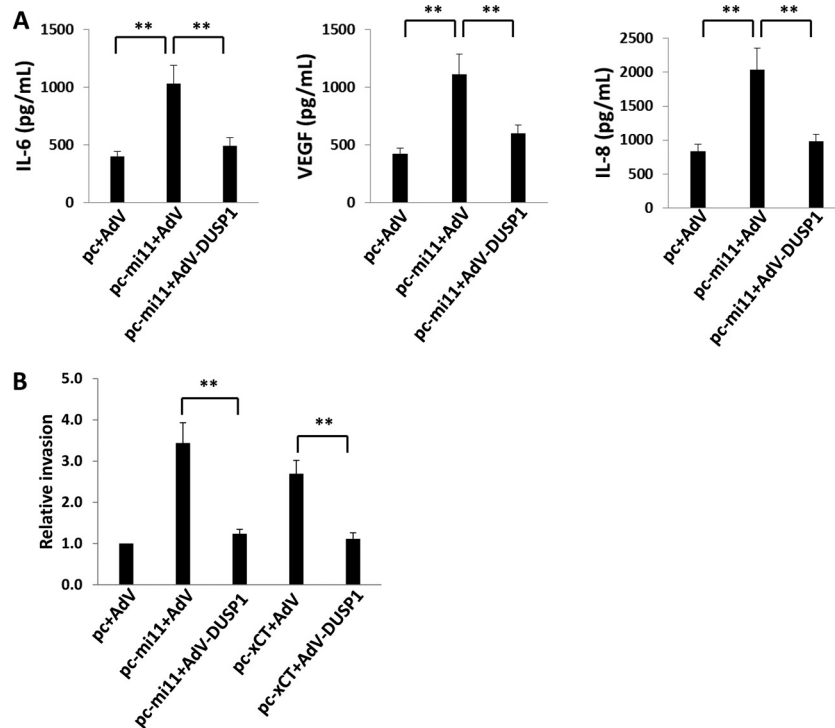 A
** **
1500
1000
500
0
IL-6 (pg/mL)
pc+AdV
pc-mi11+AdV
pc-mi11+AdV-DUSP1
** **
1500
1000
500
0
VEGF (pg/mL)
pc+AdV
pc-mi11+AdV
pc-mi11+AdV-DUSP1
** **
2500
2000
1500
1000
500
0
IL-8 (pg/mL)
pc+AdV
pc-mi11+AdV
pc-mi11+AdV-DUSP1
B
5.0
4.0
3.0
2.0
1.0
0.0
Relative invasion
**
**
pc+AdV
pc-mi11+AdV
pc-mi11+AdV-DUSP1
pc-xCT+AdV
pc-xCT+AdV-DUSP1